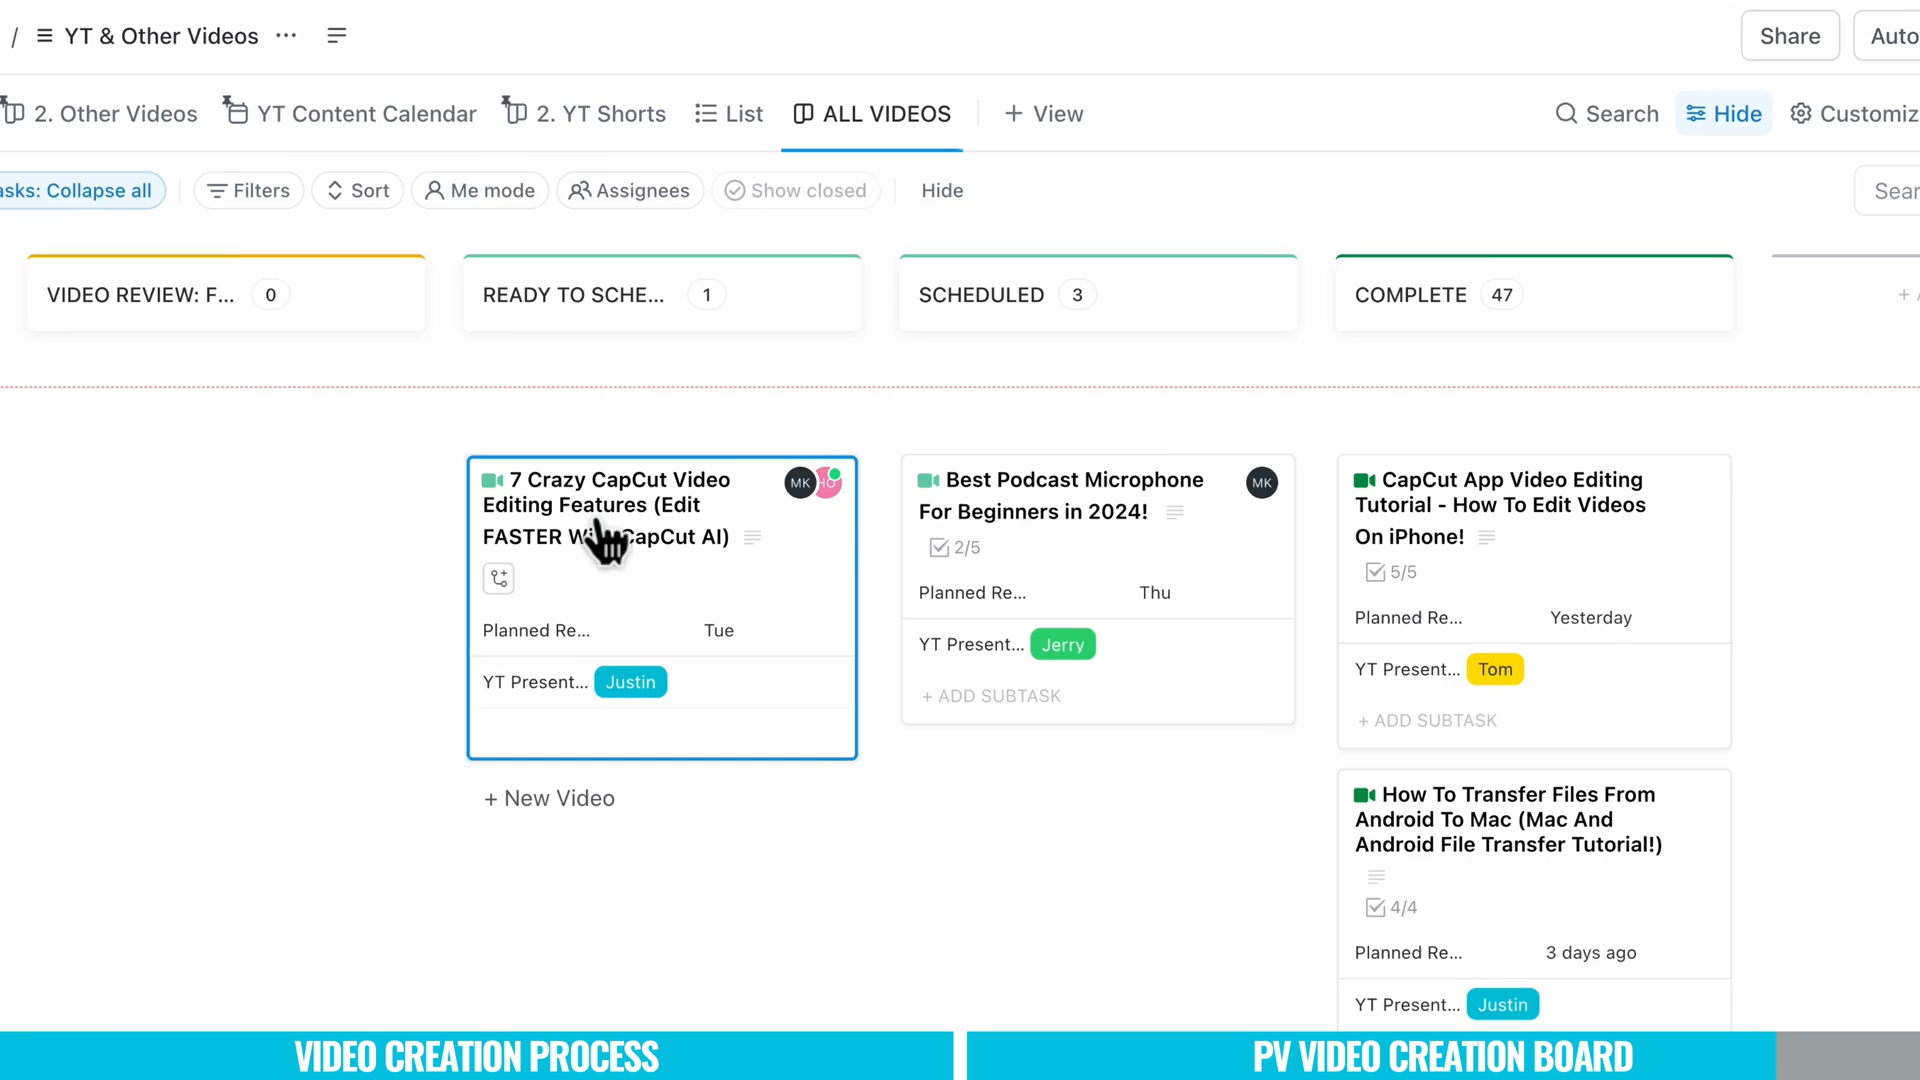 / YT & Other Videos ...
Share
Auto
2. Other Videos
YT Content Calendar
2. YT Shorts
List
ALL VIDEOS
+ View
Search
Hide
Customiz
asks: Collapse all
Filters
Sort
Me mode
Assignees
Show closed
Hide
Sear
VIDEO REVIEW: F... 0
READY TO SCHE... 1
SCHEDULED 3
COMPLETE 47
+
7 Crazy CapCut Video
Editing Features (Edit
FASTER W CapCut AI)
MK
HO
Planned Re... Tue
YT Present... Justin
+ New Video
Best Podcast Microphone
For Beginners in 2024!
MK
2/5
Planned Re... Thu
YT Present... Jerry
+ ADD SUBTASK
CapCut App Video Editing
Tutorial - How To Edit Videos
On iPhone!
5/5
Planned Re... Yesterday
YT Present... Tom
+ ADD SUBTASK
How To Transfer Files From
Android To Mac (Mac And
Android File Transfer Tutorial!)
4/4
Planned Re... 3 days ago
YT Present... Justin
VIDEO CREATION PROCESS
PV VIDEO CREATION BOARD